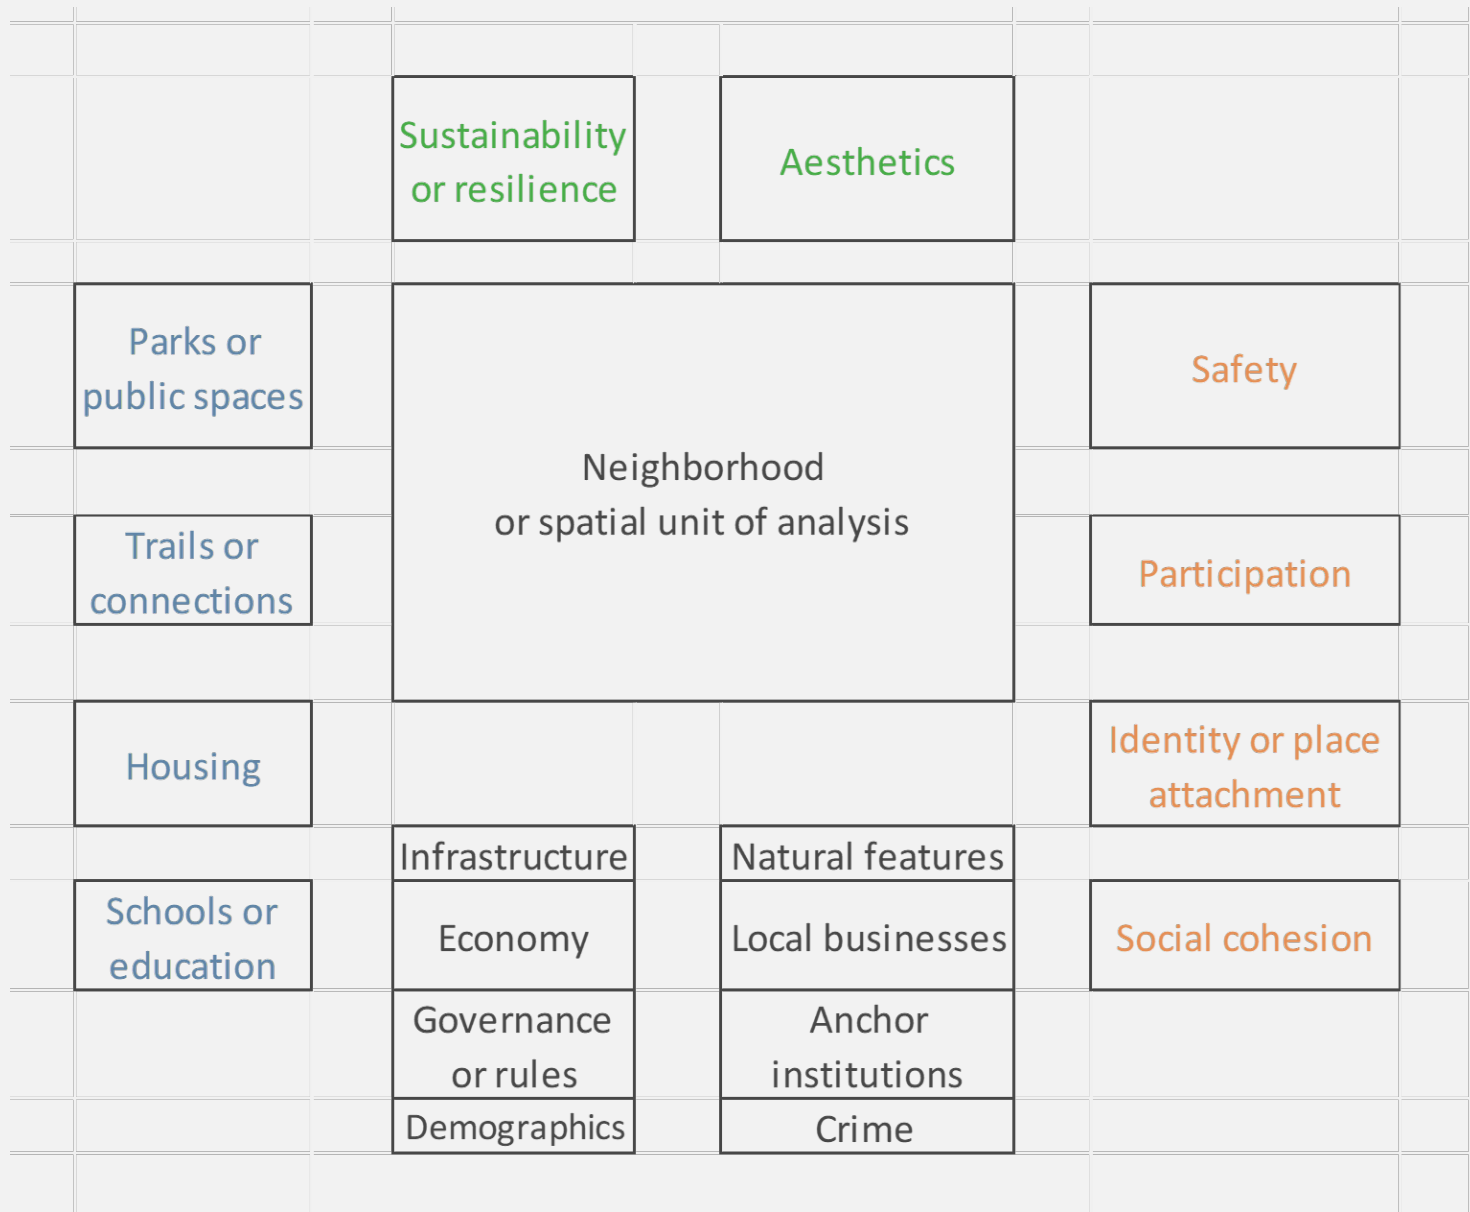 Sustainability
or resilience
Aesthetics
Parks or
public spaces
Neighborhood
or spatial unit of analysis
Safety
Trails or
connections
Participation
Housing
Identity or place
attachment
Infrastructure
Natural features
Schools or
education
Economy
Local businesses
Social cohesion
Governance
or rules
Anchor
institutions
Demographics
Crime